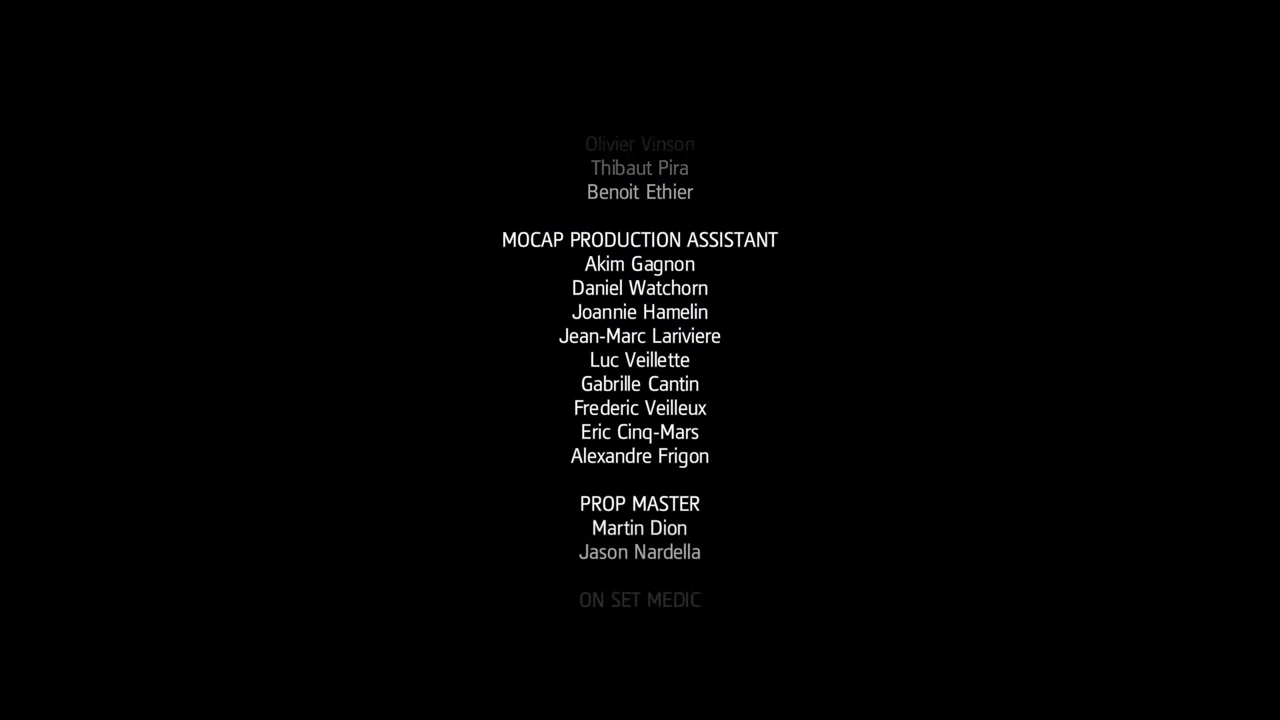 Olivier Vinson
Thibaut Pira
Benoit Ethier
MOCAP PRODUCTION ASSISTANT
Akim Gagnon
Daniel Watchorn
Joannie Hamelin
Jean-Marc Lariviere
Luc Veillette
Gabrille Cantin
Frederic Veilleux
Eric Cinq-Mars
Alexandre Frigon
PROP MASTER
Martin Dion
Jason Nardella
ON SET MEDIC